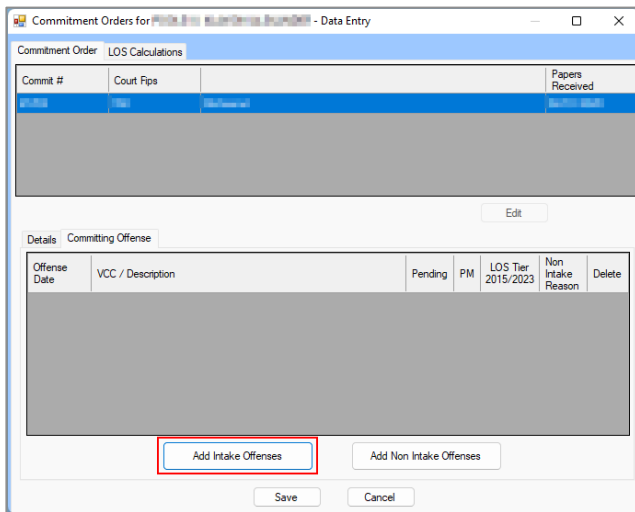 Commitment Orders for - Data Entry
Commitment Order LOS Calculations
Commit # Court Fips Papers Received
Edit
Details Committing Offense
Offense Date VCC / Description Pending PM LOS Tier 2015/2023 Non Intake Reason Delete
Add Intake Offenses Add Non Intake Offenses
Save Cancel